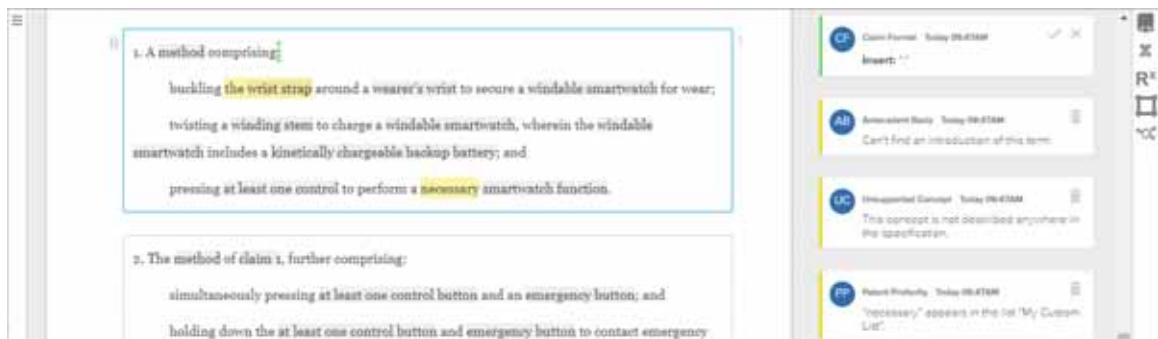 1. A method comprising:
buckling the wrist strap around a wearer's wrist to secure a windable smartwatch for wear;
twisting a winding stem to charge a windable smartwatch, wherein the windable
smartwatch includes a kinetically chargeable backup battery; and
pressing at least one control to perform a necessary smartwatch function.
2. The method of claim 1, further comprising:
simultaneously pressing at least one control button and an emergency button; and
holding down the at least one control button and emergency button to contact emergency
CF Claim Format Today 09:47AM
Insert: ":"
AB Antecedent Basis Today 09:47AM
Can't find an introduction of this term.
UC Unsupported Concept Today 09:47AM
This concept is not described anywhere in
the specification.
PP Patent Profanity Today 09:47AM
"necessary" appears in the list "My Custom
List".